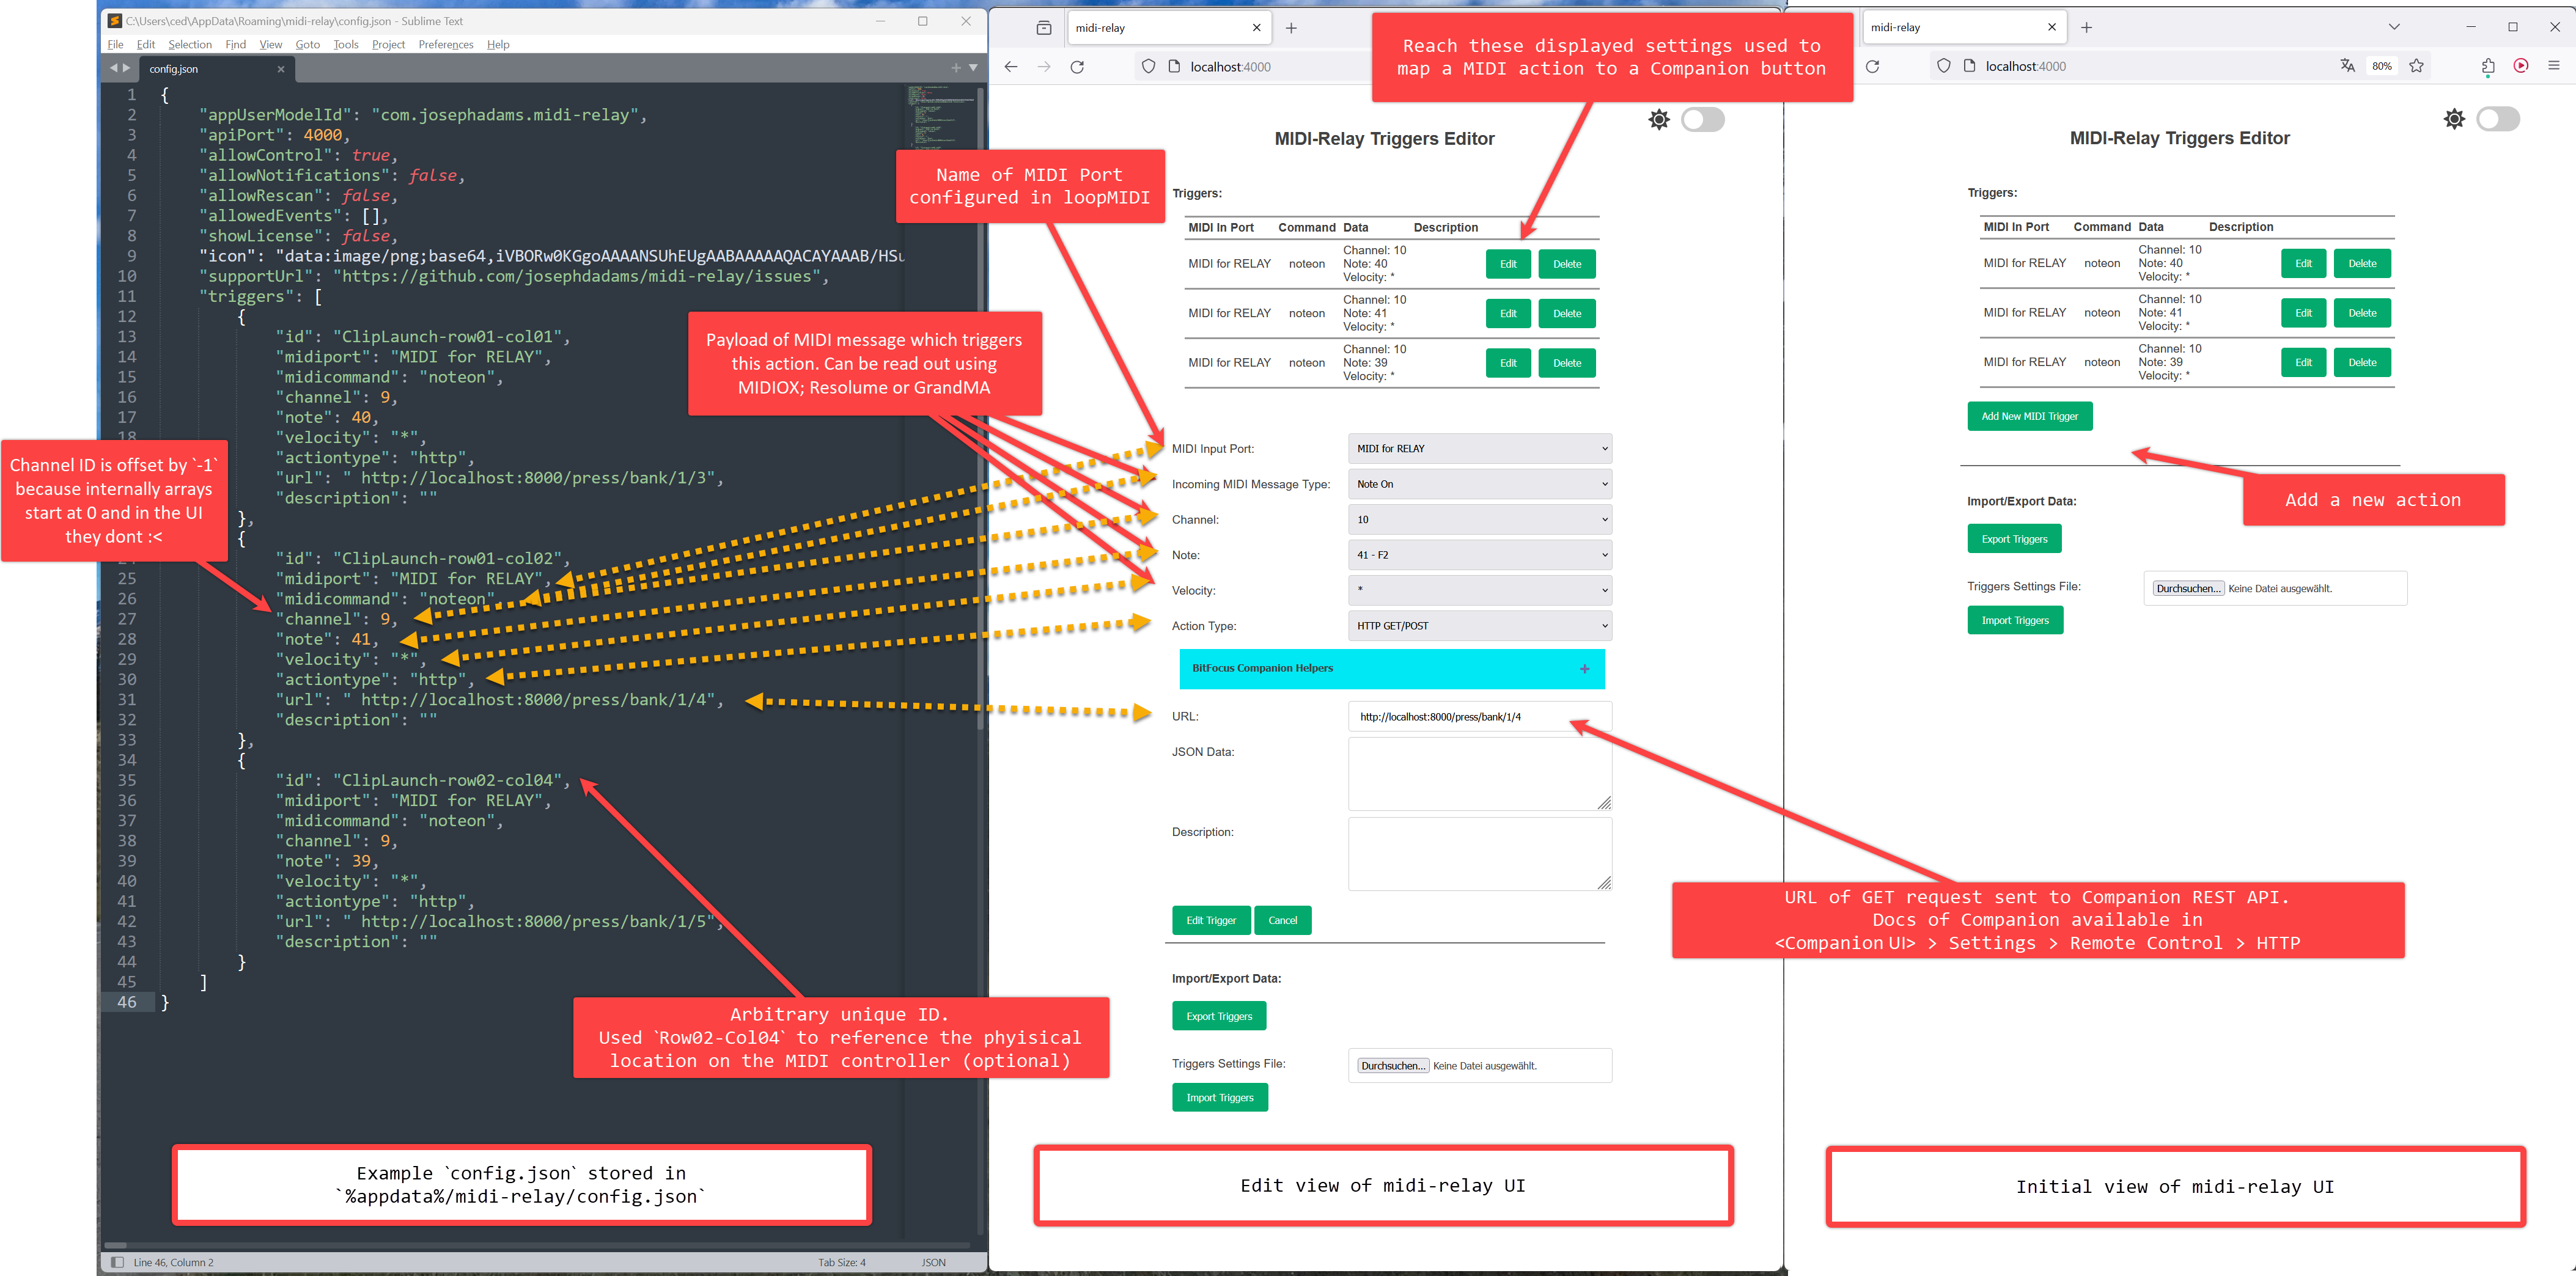 C:\Users\ced\AppData\Roaming\midi-relay\config.json - Sublime Text
File Edit Selection Find View Goto Tools Project Preferences Help
config.json
1 {
2 "appUserModelId": "com.josephadams.midi-relay",
3 "apiPort": 4000,
4 "allowControl": true,
5 "allowNotifications": false,
6 "allowRescan": false,
7 "allowedEvents": [],
8 "showLicense": false,
9 "icon": "data:image/png;base64,iVBORw0KGgoAAAANSUhEUgAABAAAAAQACAYAAAB/HSu
10 "supportUrl": "https://github.com/josephdadams/midi-relay/issues",
11 "triggers": [
12 {
13 "id": "ClipLaunch-row01-col01",
14 "midiport": "MIDI for RELAY",
15 "midicommand": "noteon",
16 "channel": 9,
17 "note": 40,
18 "velocity": "*",
"actiontype": "http",
"url": " http://localhost:8000/press/bank/1/3",
"description": ""
},
{
"id": "ClipLaunch-row01-col02",
25 "midiport": "MIDI for RELAY",
26 "midicommand": "noteon",
27 "channel": 9,
28 "note": 41,
29 "velocity": "*",
30 "actiontype": "http",
31 "url": " http://localhost:8000/press/bank/1/4",
32 "description": ""
33 },
34 {
35 "id": "ClipLaunch-row02-col04",
36 "midiport": "MIDI for RELAY",
37 "midicommand": "noteon",
38 "channel": 9,
39 "note": 39,
40 "velocity": "*",
41 "actiontype": "http",
42 "url": " http://localhost:8000/press/bank/1/5",
43 "description": ""
44 }
45 ]
46 }
Channel ID is offset by `-1`
because internally arrays
start at 0 and in the UI
they dont :<
Payload of MIDI message which triggers
this action. Can be read out using
MIDIOX; Resolume or GrandMA
Name of MIDI Port
configured in loopMIDI
Arbitrary unique ID.
Used `Row02-Col04` to reference the phyisical
location on the MIDI controller (optional)
Example `config.json` stored in
`%appdata%/midi-relay/config.json`
Line 46, Column 2
Tab Size: 4
JSON
midi-relay
localhost:4000
Reach these displayed settings used to
map a MIDI action to a Companion button
MIDI-Relay Triggers Editor
Triggers:
MIDI In Port Command Data Description
MIDI for RELAY noteon Channel: 10
Note: 40
Velocity: *
Edit Delete
MIDI for RELAY noteon Channel: 10
Note: 41
Velocity: *
Edit Delete
MIDI for RELAY noteon Channel: 10
Note: 39
Velocity: *
Edit Delete
MIDI Input Port: MIDI for RELAY
Incoming MIDI Message Type: Note On
Channel: 10
Note: 41 - F2
Velocity: *
Action Type: HTTP GET/POST
BitFocus Companion Helpers +
URL: http://localhost:8000/press/bank/1/4
JSON Data:
Description:
Edit Trigger Cancel
Import/Export Data:
Export Triggers
Triggers Settings File: Durchsuchen... Keine Datei ausgewählt.
Import Triggers
Edit view of midi-relay UI
midi-relay
localhost:4000
80%
MIDI-Relay Triggers Editor
Triggers:
MIDI In Port Command Data Description
MIDI for RELAY noteon Channel: 10
Note: 40
Velocity: *
Edit Delete
MIDI for RELAY noteon Channel: 10
Note: 41
Velocity: *
Edit Delete
MIDI for RELAY noteon Channel: 10
Note: 39
Velocity: *
Edit Delete
Add New MIDI Trigger
Add a new action
Import/Export Data:
Export Triggers
Triggers Settings File: Durchsuchen... Keine Datei ausgewählt.
Import Triggers
URL of GET request sent to Companion REST API.
Docs of Companion available in
<Companion UI> > Settings > Remote Control > HTTP
Initial view of midi-relay UI